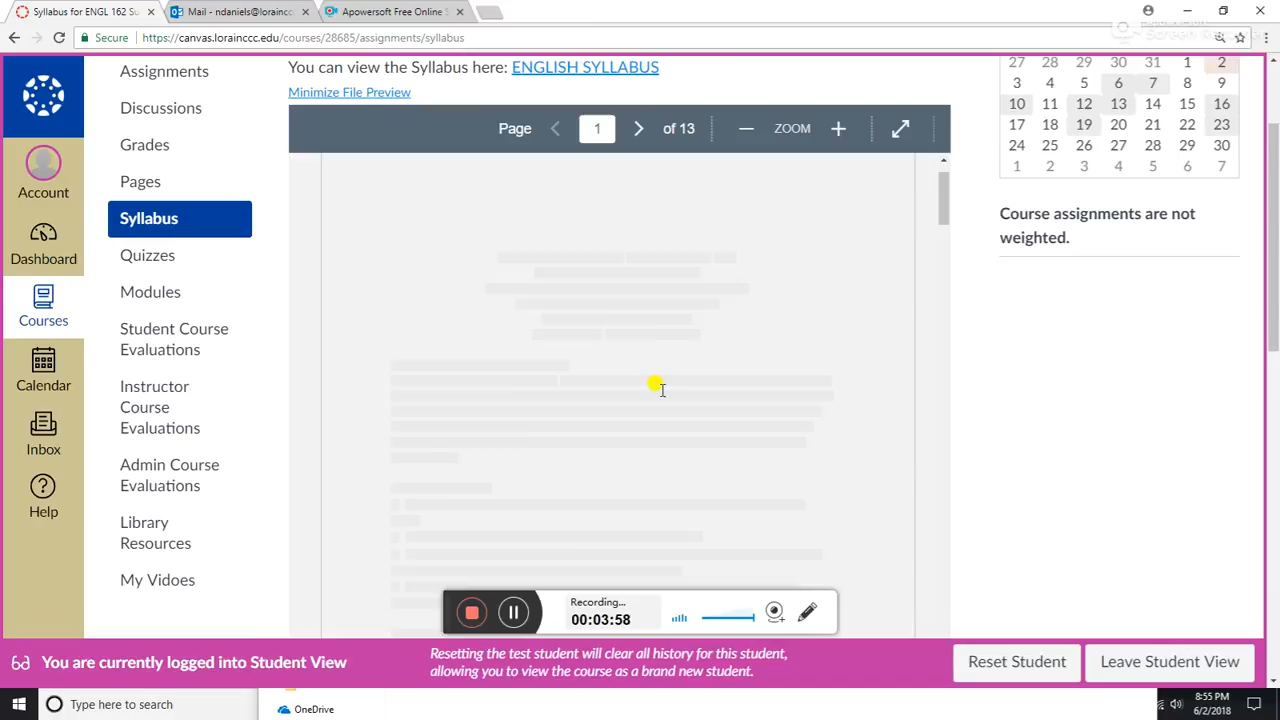 Syllabus for ENGL 162 Su
Mail - ndaniels@lorainccc
Apowersoft Free Online S
Secure
https://canvas.lorainccc.edu/courses/28685/assignments/syllabus
Assignments
Discussions
Grades
Pages
Syllabus
Quizzes
Modules
Student Course
Evaluations
Instructor
Course
Evaluations
Admin Course
Evaluations
Library
Resources
My Vidoes
Account
Dashboard
Courses
Calendar
Inbox
Help
You can view the Syllabus here: ENGLISH SYLLABUS
Minimize File Preview
Page 1 of 13 ZOOM
27 28 29 30 31 1 2
3 4 5 6 7 8 9
10 11 12 13 14 15 16
17 18 19 20 21 22 23
24 25 26 27 28 29 30
1 2 3 4 5 6 7
Course assignments are not
weighted.
Recording...
00:03:58
You are currently logged into Student View
Resetting the test student will clear all history for this student,
allowing you to view the course as a brand new student.
Reset Student
Leave Student View
Type here to search
OneDrive
8:55 PM
6/2/2018